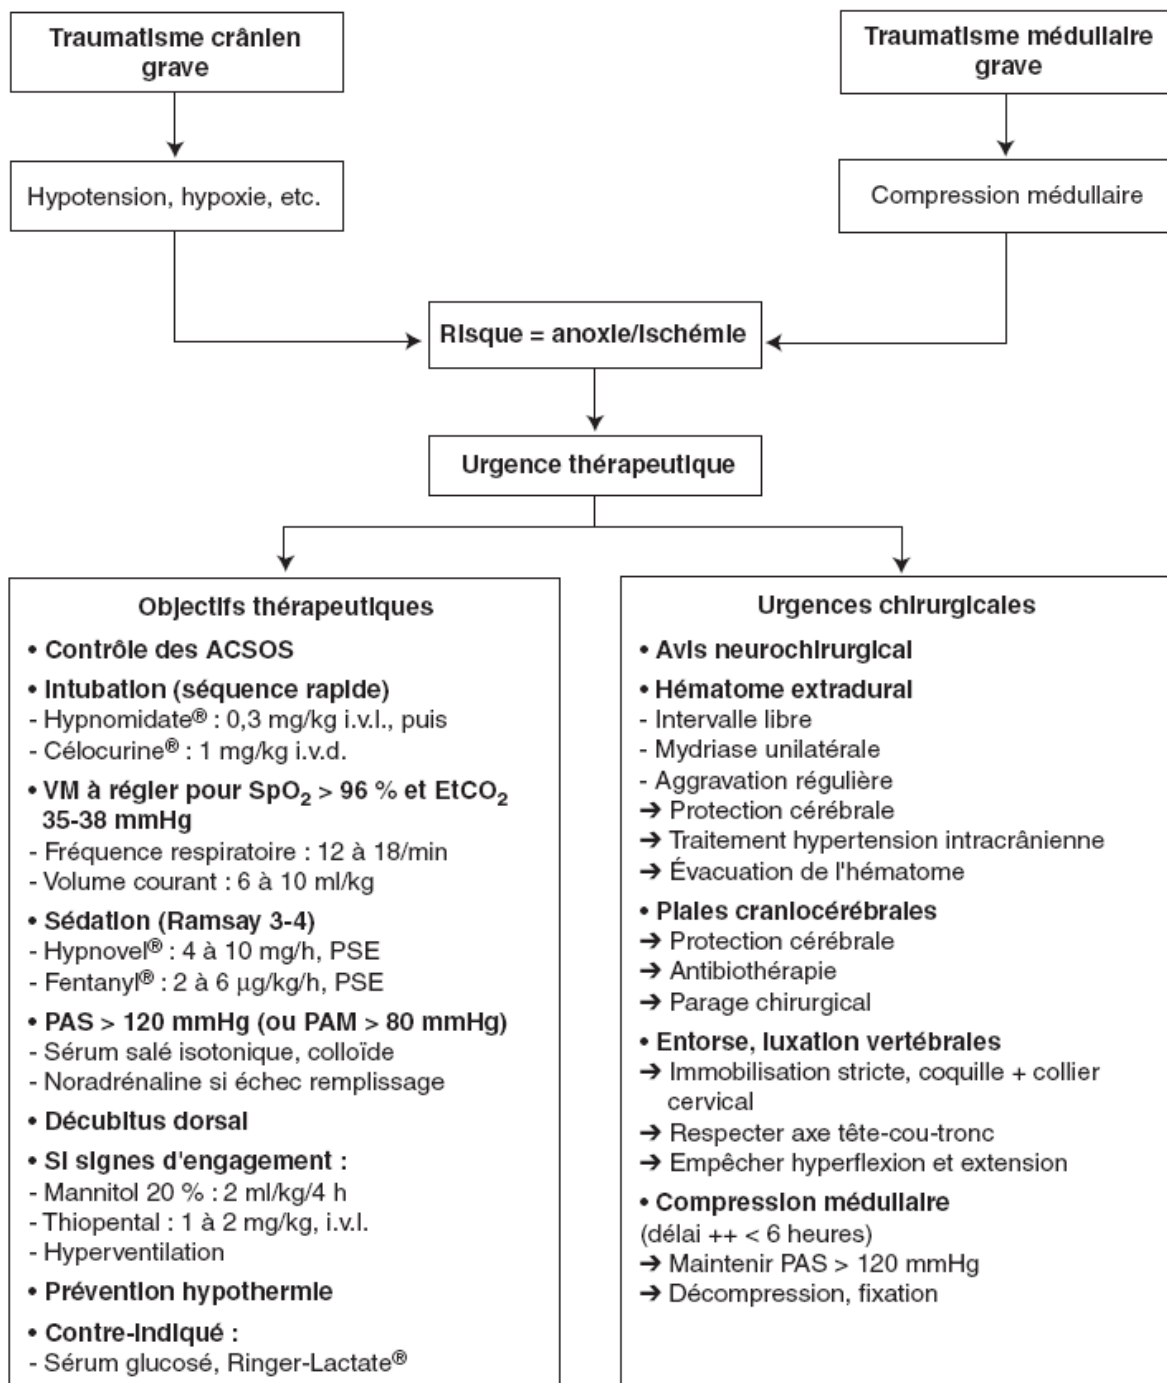 Traumatisme crânien
grave
Traumatisme médullaire
grave
Hypotension, hypoxie, etc.
Compression médullaire
Risque = anoxie/ischémie
Urgence thérapeutique
Objectifs thérapeutiques
• Contrôle des ACSOS
• Intubation (séquence rapide)
- Hypnomidate® : 0,3 mg/kg i.v.l., puis
- Célocurine® : 1 mg/kg i.v.d.
• VM à régler pour SpO₂ > 96 % et EtCO₂
35-38 mmHg
- Fréquence respiratoire : 12 à 18/min
- Volume courant : 6 à 10 ml/kg
• Sédation (Ramsay 3-4)
- Hypnovel® : 4 à 10 mg/h, PSE
- Fentanyl® : 2 à 6 µg/kg/h, PSE
• PAS > 120 mmHg (ou PAM > 80 mmHg)
- Sérum salé isotonique, colloïde
- Noradrénaline si échec remplissage
• Décubitus dorsal
• Si signes d'engagement :
- Mannitol 20 % : 2 ml/kg/4 h
- Thiopental : 1 à 2 mg/kg, i.v.l.
- Hyperventilation
• Prévention hypothermie
• Contre-indiqué :
- Sérum glucosé, Ringer-Lactate®
Urgences chirurgicales
• Avis neurochirurgical
• Hématome extradural
- Intervalle libre
- Mydriase unilatérale
- Aggravation régulière
➔ Protection cérébrale
➔ Traitement hypertension intracrânienne
➔ Évacuation de l'hématome
• Plaies craniocérébrales
➔ Protection cérébrale
➔ Antibiothérapie
➔ Parage chirurgical
• Entorse, luxation vertébrales
➔ Immobilisation stricte, coquille + collier
cervical
➔ Respecter axe tête-cou-tronc
➔ Empêcher hyperflexion et extension
• Compression médullaire
(délai ++ < 6 heures)
➔ Maintenir PAS > 120 mmHg
➔ Décompression, fixation